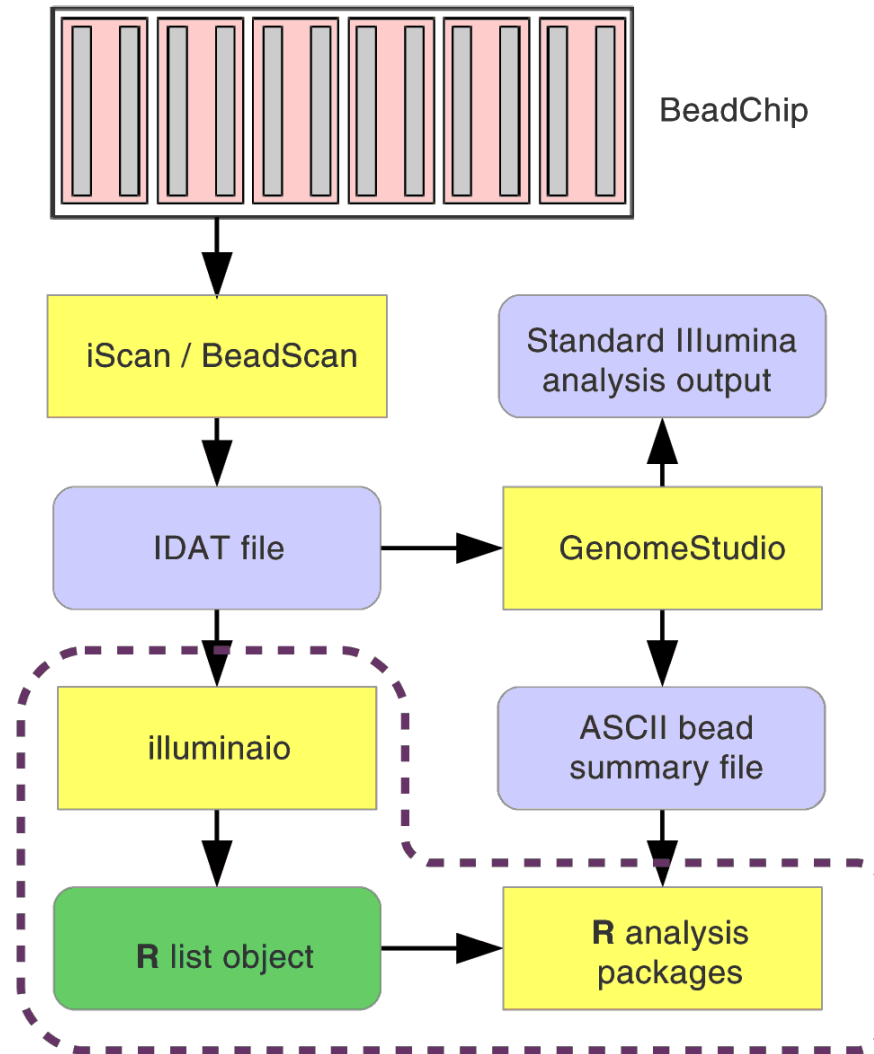 BeadChip
iScan / BeadScan
Standard Illumina
analysis output
IDAT file
GenomeStudio
illuminaio
ASCII bead
summary file
R list object
R analysis
packages